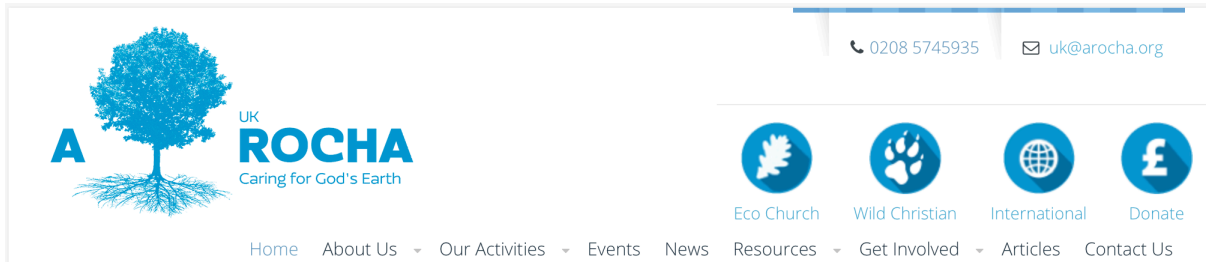 0208 5745935 uk@arocha.org
UK
A ROCHA
Caring for God's Earth
£
Eco Church Wild Christian International Donate
Home About Us Our Activities Events News Resources Get Involved Articles Contact Us